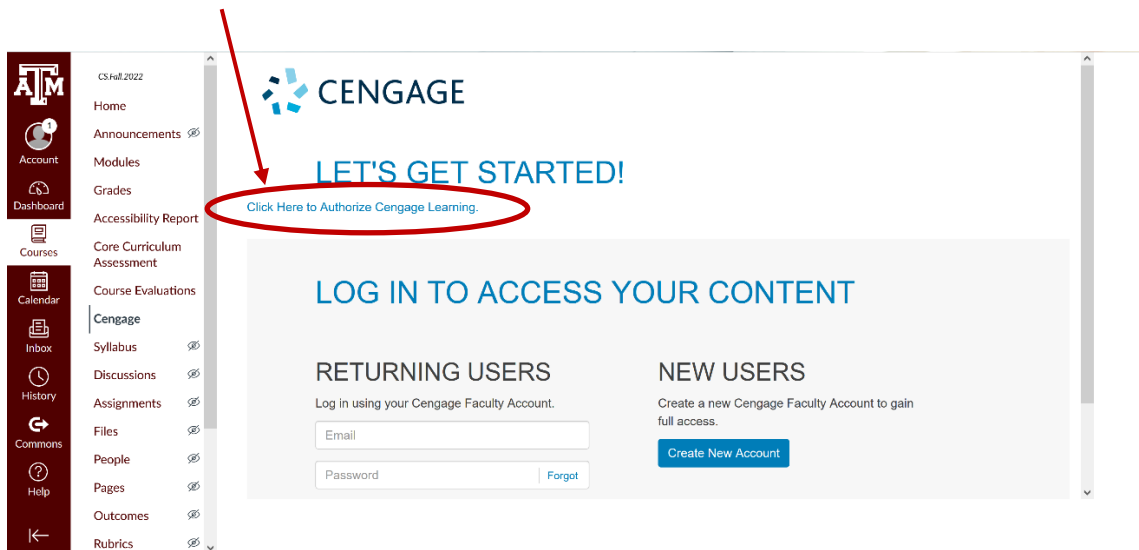 ĀTM
1
Account
Dashboard
Courses
Calendar
Inbox
History
Commons
Help
CS.Fall.2022
Home
Announcements
Modules
Grades
Accessibility Report
Core Curriculum
Assessment
Course Evaluations
Cengage
Syllabus
Discussions
Assignments
Files
People
Pages
Outcomes
Rubrics
CENGAGE
LET'S GET STARTED!
Click Here to Authorize Cengage Learning.
LOG IN TO ACCESS YOUR CONTENT
RETURNING USERS
Log in using your Cengage Faculty Account.
Email
Password
Forgot
NEW USERS
Create a new Cengage Faculty Account to gain
full access.
Create New Account